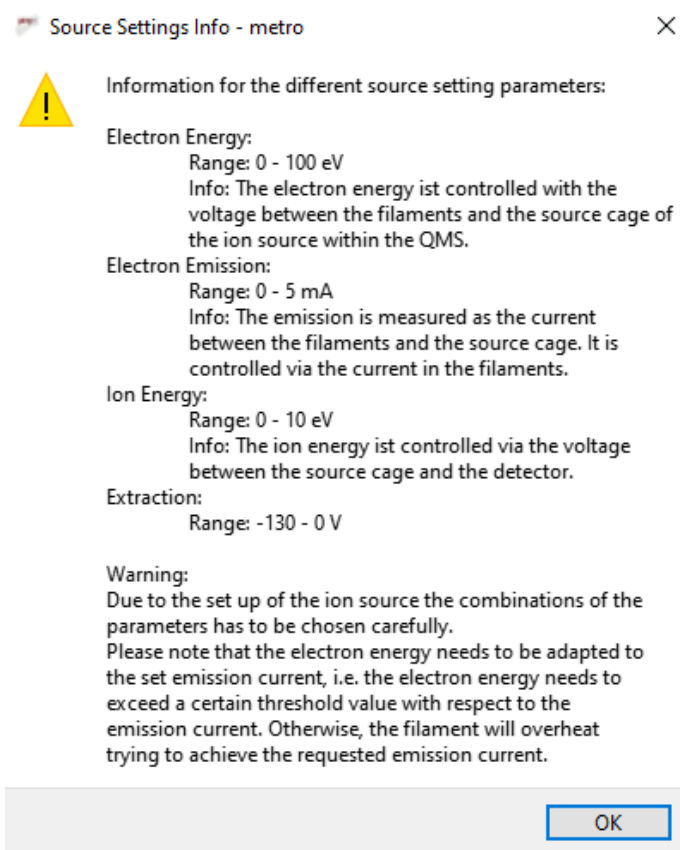 Source Settings Info - metro
Information for the different source setting parameters:
Electron Energy:
Range: 0 - 100 eV
Info: The electron energy ist controlled with the
voltage between the filaments and the source cage of
the ion source within the QMS.
Electron Emission:
Range: 0 - 5 mA
Info: The emission is measured as the current
between the filaments and the source cage. It is
controlled via the current in the filaments.
Ion Energy:
Range: 0 - 10 eV
Info: The ion energy ist controlled via the voltage
between the source cage and the detector.
Extraction:
Range: -130 - 0 V
Warning:
Due to the set up of the ion source the combinations of the
parameters has to be chosen carefully.
Please note that the electron energy needs to be adapted to
the set emission current, i.e. the electron energy needs to
exceed a certain threshold value with respect to the
emission current. Otherwise, the filament will overheat
trying to achieve the requested emission current.
OK